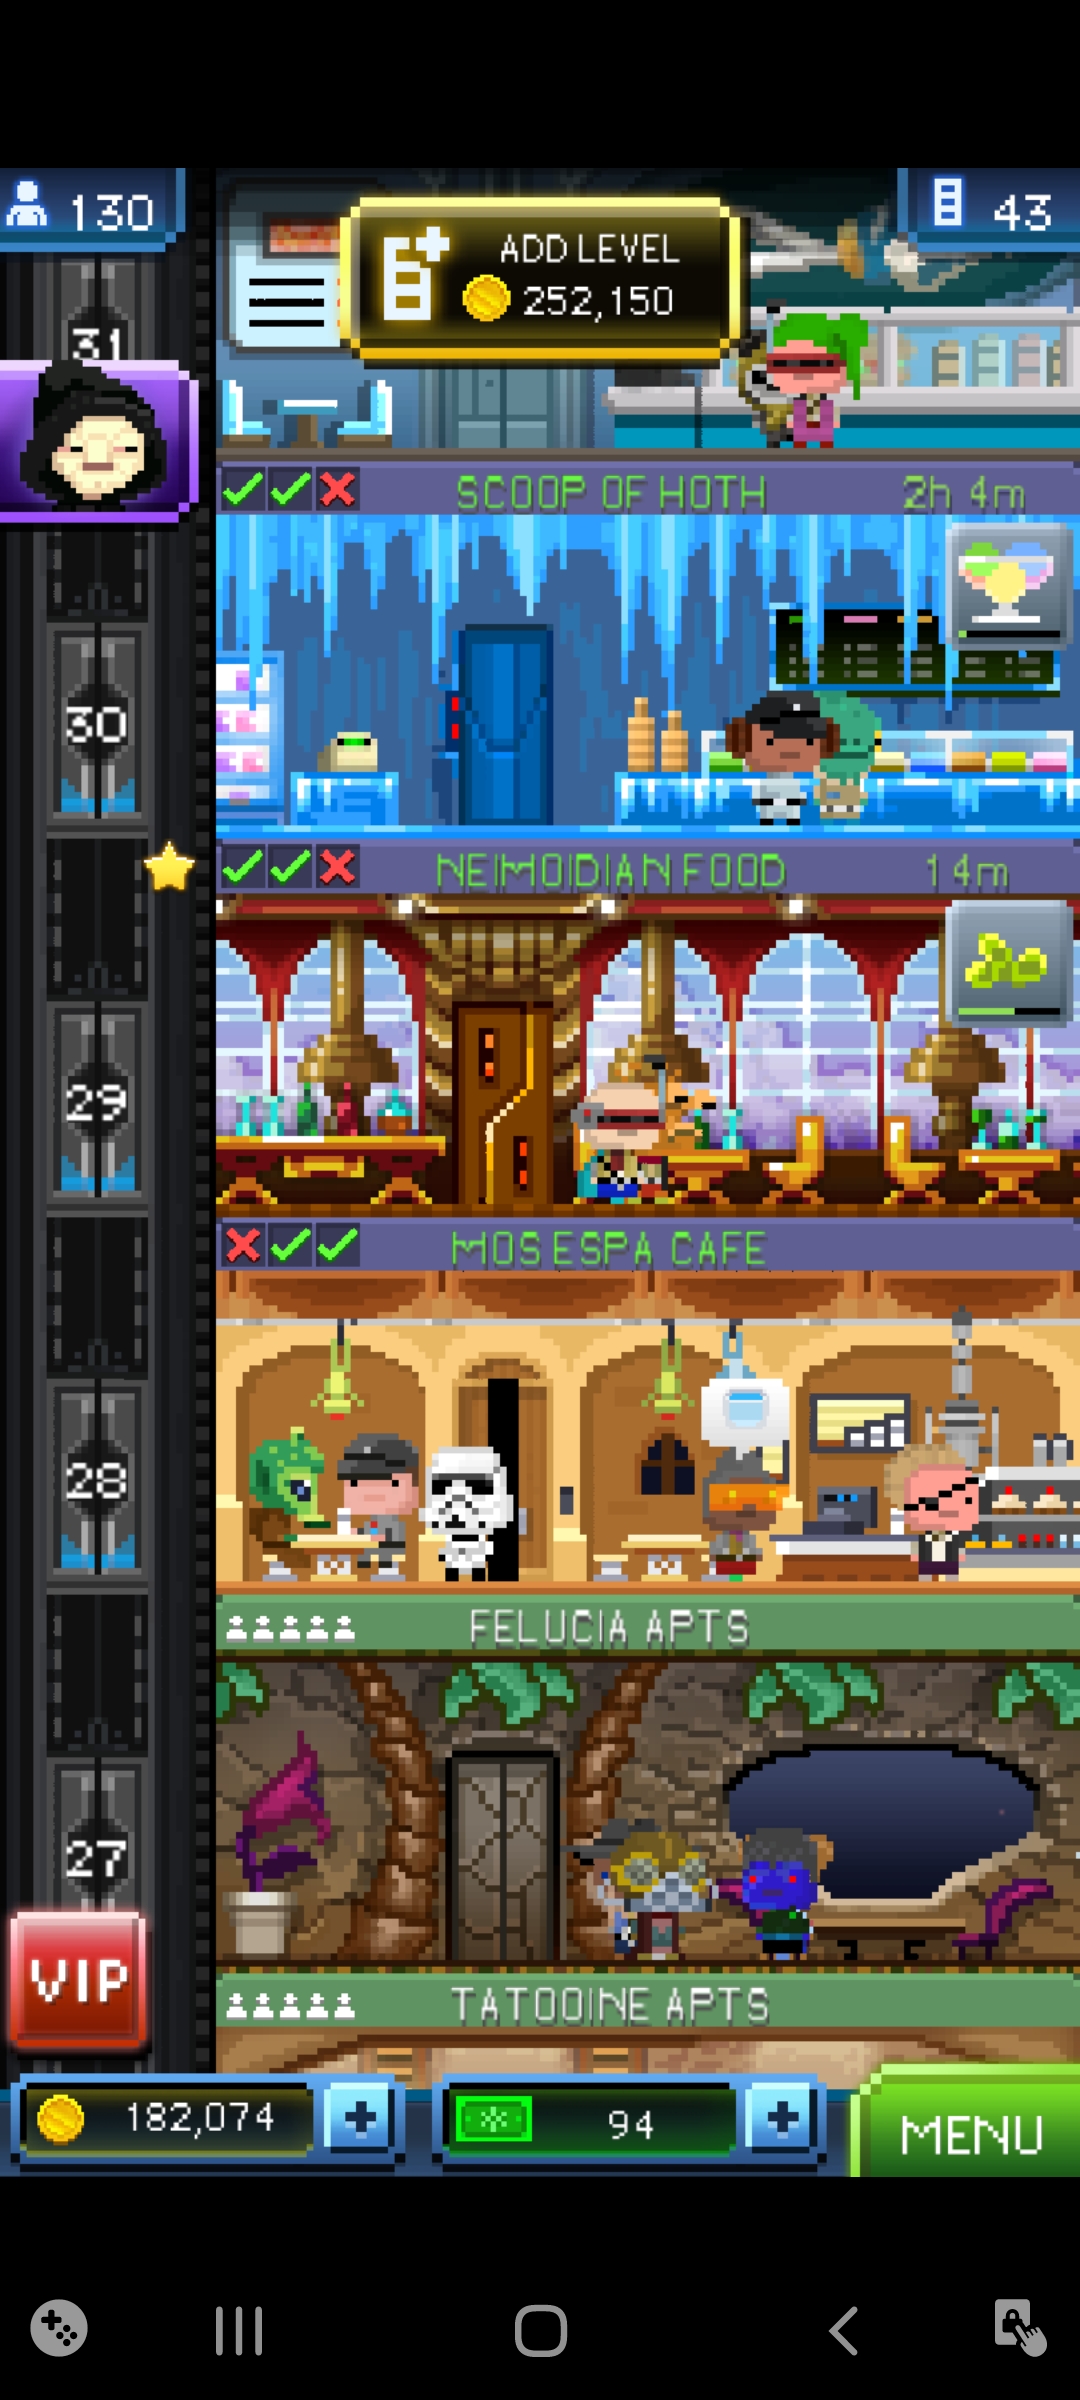 130
ADD LEVEL
252,150
43
31
SCOOP OF HOTH 2h 4m
30
NEIMOIDIAN FOOD 14m
29
MOS ESPA CAFE
28
FELUCIA APTS
27
VIP
TATOOINE APTS
182,074
94
MENU